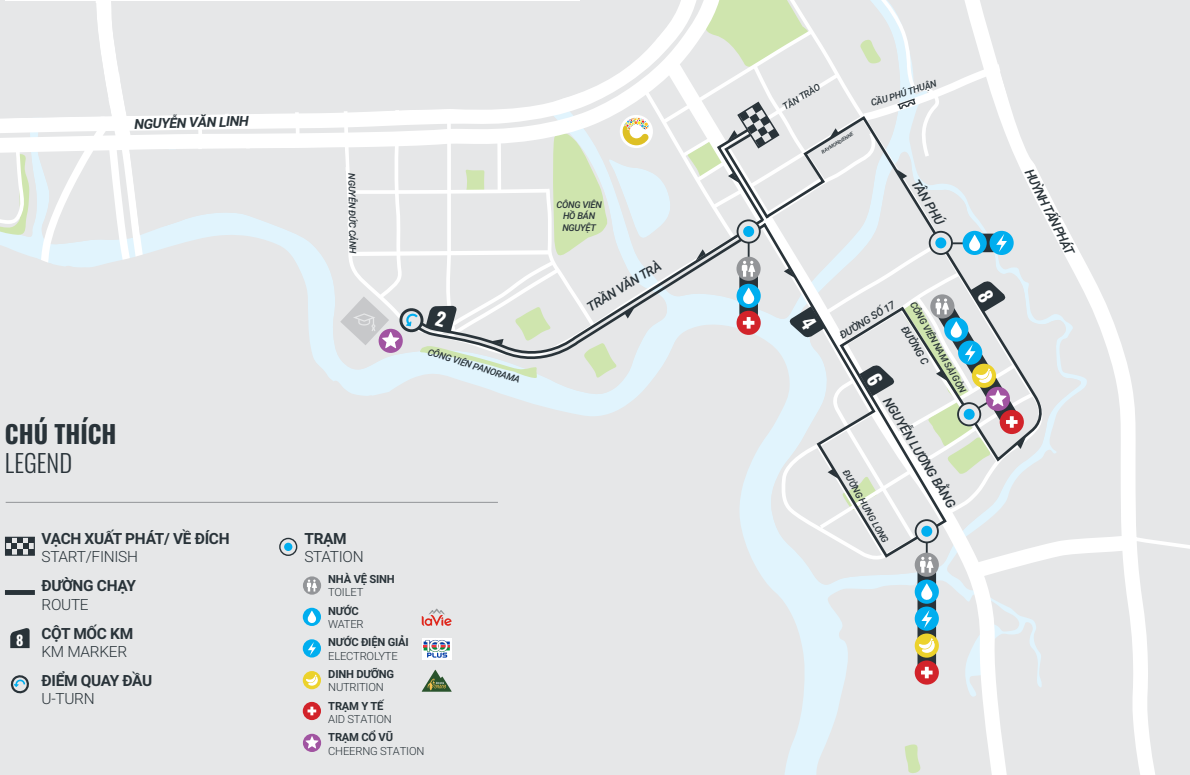 TÂN TRÀO
CẦU PHÚ THUẬN
NGUYỄN VĂN LINH
RAYMONDIENNE
HUỲNH TẤN PHÁT
NGUYỄN ĐỨC CẢNH
TÂN PHÚ
CÔNG VIÊN
HỒ BÁN
NGUYỆT
TRẦN VĂN TRÀ
8
2
4
ĐƯỜNG SỐ 17
CÔNG VIÊN NAM SÀI GÒN
ĐƯỜNG C
CÔNG VIÊN PANORAMA
6
NGUYỄN LƯƠNG BẰNG
ĐƯỜNG HƯNG LONG
CHÚ THÍCH
LEGEND
VẠCH XUẤT PHÁT/ VỀ ĐÍCH
START/FINISH
ĐƯỜNG CHẠY
ROUTE
8
CỘT MỐC KM
KM MARKER
ĐIỂM QUAY ĐẦU
U-TURN
TRẠM
STATION
NHÀ VỆ SINH
TOILET
NƯỚC
WATER
laVie
NƯỚC ĐIỆN GIẢI
ELECTROLYTE
100
PLUS
DINH DƯỠNG
NUTRITION
TRẠM Y TẾ
AID STATION
TRẠM CỔ VŨ
CHEERNG STATION